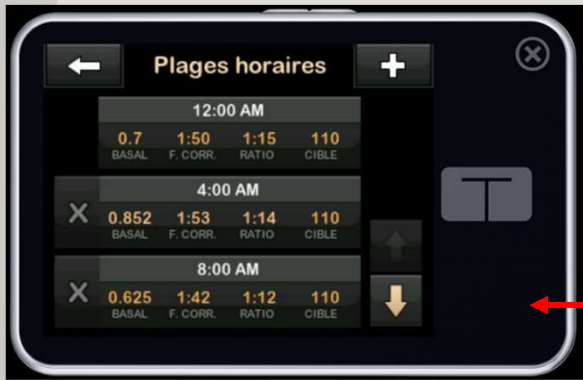 Plages horaires
12:00 AM
0.7 1:50 1:15 110
BASAL F. CORR. RATIO CIBLE
4:00 AM
X 0.852 1:53 1:14 110
BASAL F. CORR. RATIO CIBLE
8:00 AM
X 0.625 1:42 1:12 110
BASAL F. CORR. RATIO CIBLE